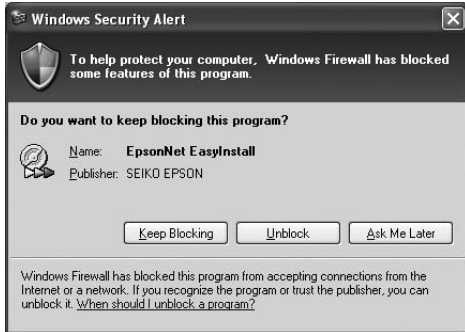 Windows Security Alert
To help protect your computer, Windows Firewall has blocked
some features of this program.
Do you want to keep blocking this program?
Name: EpsonNet EasyInstall
Publisher: SEIKO EPSON
Keep Blocking Unblock Ask Me Later
Windows Firewall has blocked this program from accepting connections from the
Internet or a network. If you recognize the program or trust the publisher, you can
unblock it. When should I unblock a program?